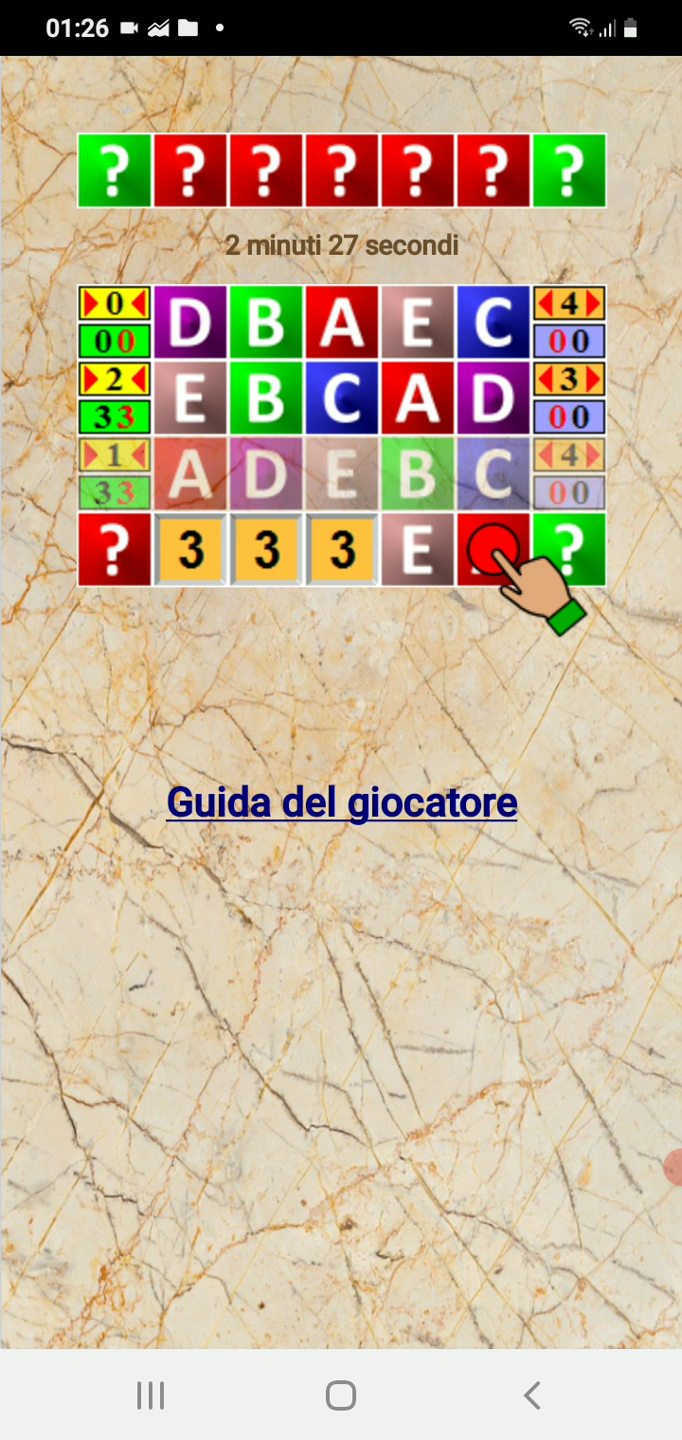 01:26
? ? ? ? ? ? ?
2 minuti 27 secondi
0 D B A E C 4
00 00
2 E B C A D 3
33 00
1 A D E B C 4
33 00
? 3 3 3 E ?
Guida del giocatore